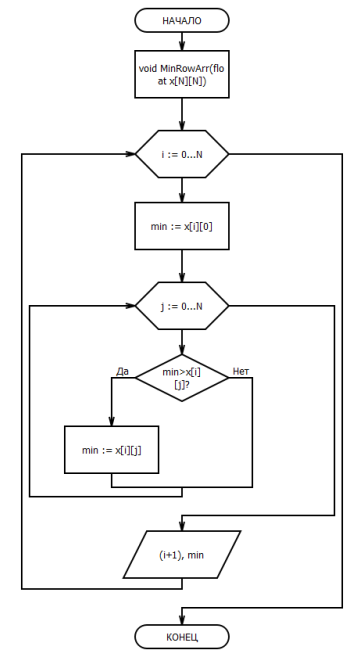 НАЧАЛО
void MinRowArr(flo
at x[N][N])
i := 0...N
min := x[i][0]
j := 0...N
Да
min>x[i]
[j]?
Нет
min := x[i][j]
(i+1), min
КОНЕЦ